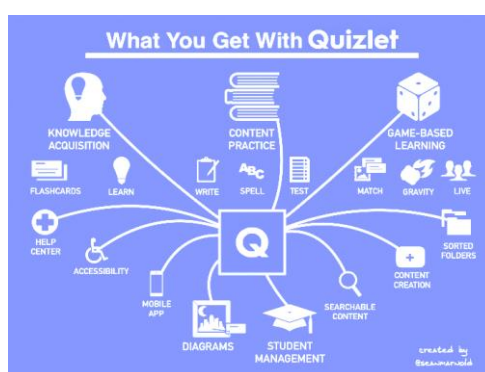 What You Get With Quizlet
KNOWLEDGE
ACQUISITION
CONTENT
PRACTICE
GAME-BASED
LEARNING
FLASHCARDS
LEARN
WRITE
ABC
SPELL
TEST
MATCH
GRAVITY
LIVE
HELP
CENTER
ACCESSIBILITY
MOBILE
APP
DIAGRAMS
Q
STUDENT
MANAGEMENT
SEARCHABLE
CONTENT
CONTENT
CREATION
SORTED
FOLDERS
created by